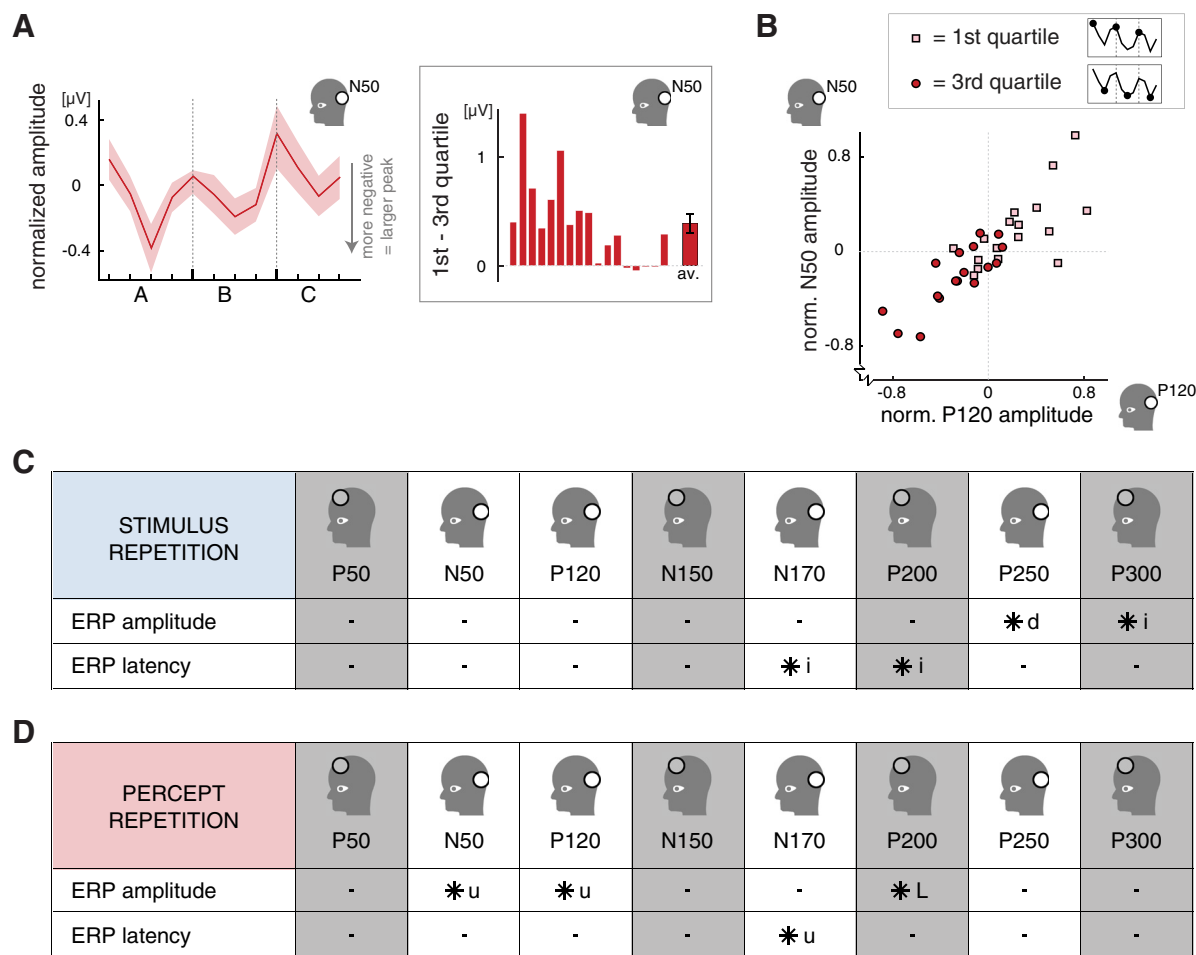 A
normalized amplitude
[µV]
0.4
0
-0.4
N50
more negative
= larger peak
A B C
1st - 3rd quartile
[µV]
1
0
N50
av.
B
= 1st quartile
= 3rd quartile
N50
norm. N50 amplitude
0.8
0
-0.8
-0.8 0 0.8
norm. P120 amplitude
P120
C
STIMULUS
REPETITION
P50 N50 P120 N150 N170 P200 P250 P300
ERP amplitude - - - - - - * d * i
ERP latency - - - - * i * i - -
D
PERCEPT
REPETITION
P50 N50 P120 N150 N170 P200 P250 P300
ERP amplitude - * u * u - - * L - -
ERP latency - - - - * u - - -